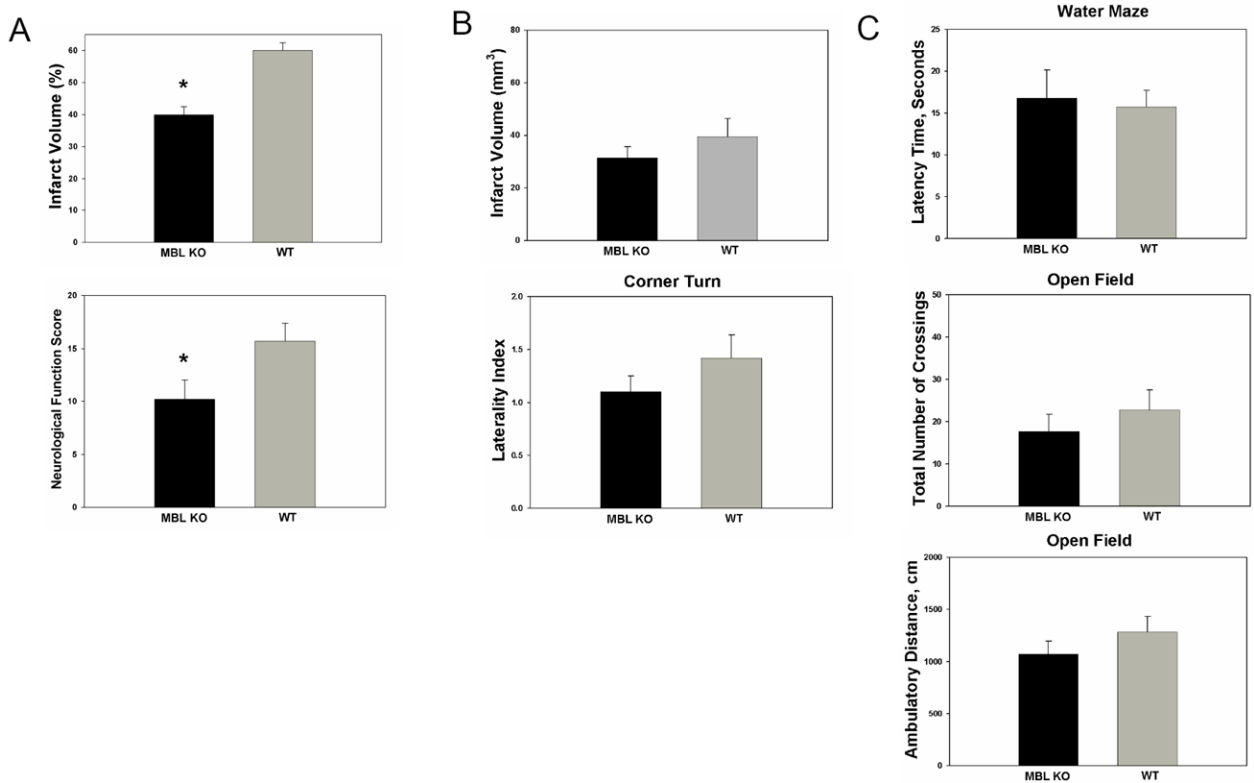 A
Infarct Volume (%)
60
50
40
30
20
10
0
*
MBL KO WT
Neurological Function Score
20
15
10
5
0
*
MBL KO WT
B
Infarct Volume (mm³)
80
60
40
20
0
MBL KO WT
Corner Turn
Laterality Index
2.0
1.5
1.0
0.5
0.0
MBL KO WT
C
Water Maze
Latency Time, Seconds
25
20
15
10
5
0
MBL KO WT
Open Field
Total Number of Crossings
50
40
30
20
10
0
MBL KO WT
Open Field
Ambulatory Distance, cm
2000
1500
1000
500
0
MBL KO WT